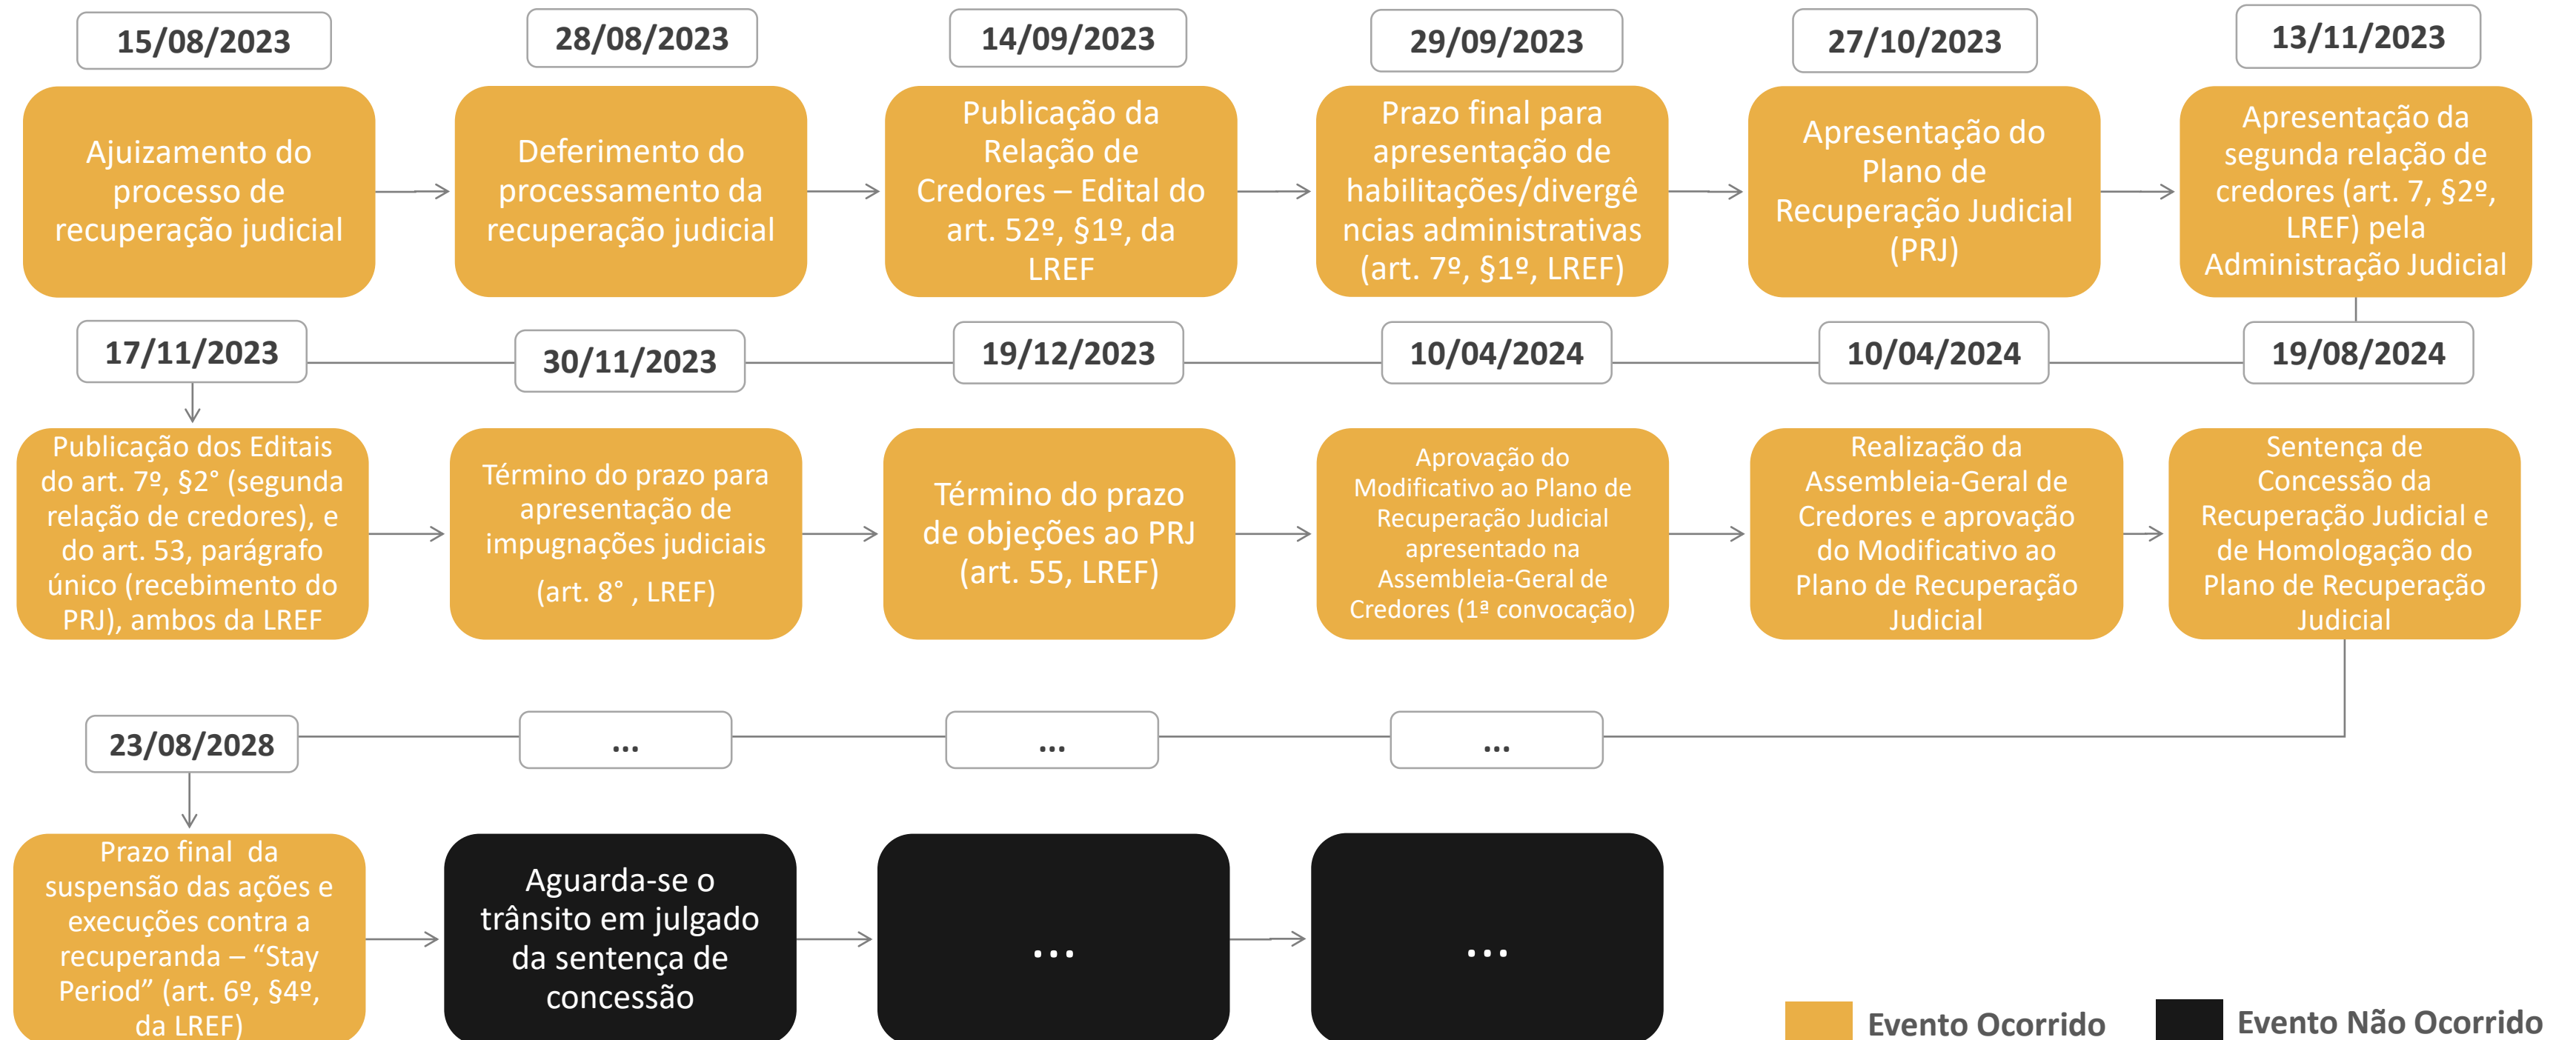 15/08/2023
28/08/2023
14/09/2023
29/09/2023
27/10/2023
13/11/2023
Ajuizamento do
processo de
recuperação judicial
Deferimento do
processamento da
recuperação judicial
Publicação da
Relação de
Credores – Edital do
art. 52º, §1º, da
LREF
Prazo final para
apresentação de
habilitações/divergê
ncias administrativas
(art. 7º, §1º, LREF)
Apresentação do
Plano de
Recuperação Judicial
(PRJ)
Apresentação da
segunda relação de
credores (art. 7, §2º,
LREF) pela
Administração Judicial
17/11/2023
30/11/2023
19/12/2023
10/04/2024
10/04/2024
19/08/2024
Publicação dos Editais
do art. 7º, §2° (segunda
relação de credores), e
do art. 53, parágrafo
único (recebimento do
PRJ), ambos da LREF
Término do prazo para
apresentação de
impugnações judiciais
(art. 8° , LREF)
Término do prazo
de objeções ao PRJ
(art. 55, LREF)
Aprovação do
Modificativo ao Plano de
Recuperação Judicial
apresentado na
Assembleia-Geral de
Credores (1ª convocação)
Realização da
Assembleia-Geral de
Credores e aprovação
do Modificativo ao
Plano de Recuperação
Judicial
Sentença de
Concessão da
Recuperação Judicial e
de Homologação do
Plano de Recuperação
Judicial
23/08/2028
...
...
...
Prazo final da
suspensão das ações e
execuções contra a
recuperanda – “Stay
Period” (art. 6º, §4º,
da LREF)
Aguarda-se o
trânsito em julgado
da sentença de
concessão
...
...
Evento Ocorrido
Evento Não Ocorrido